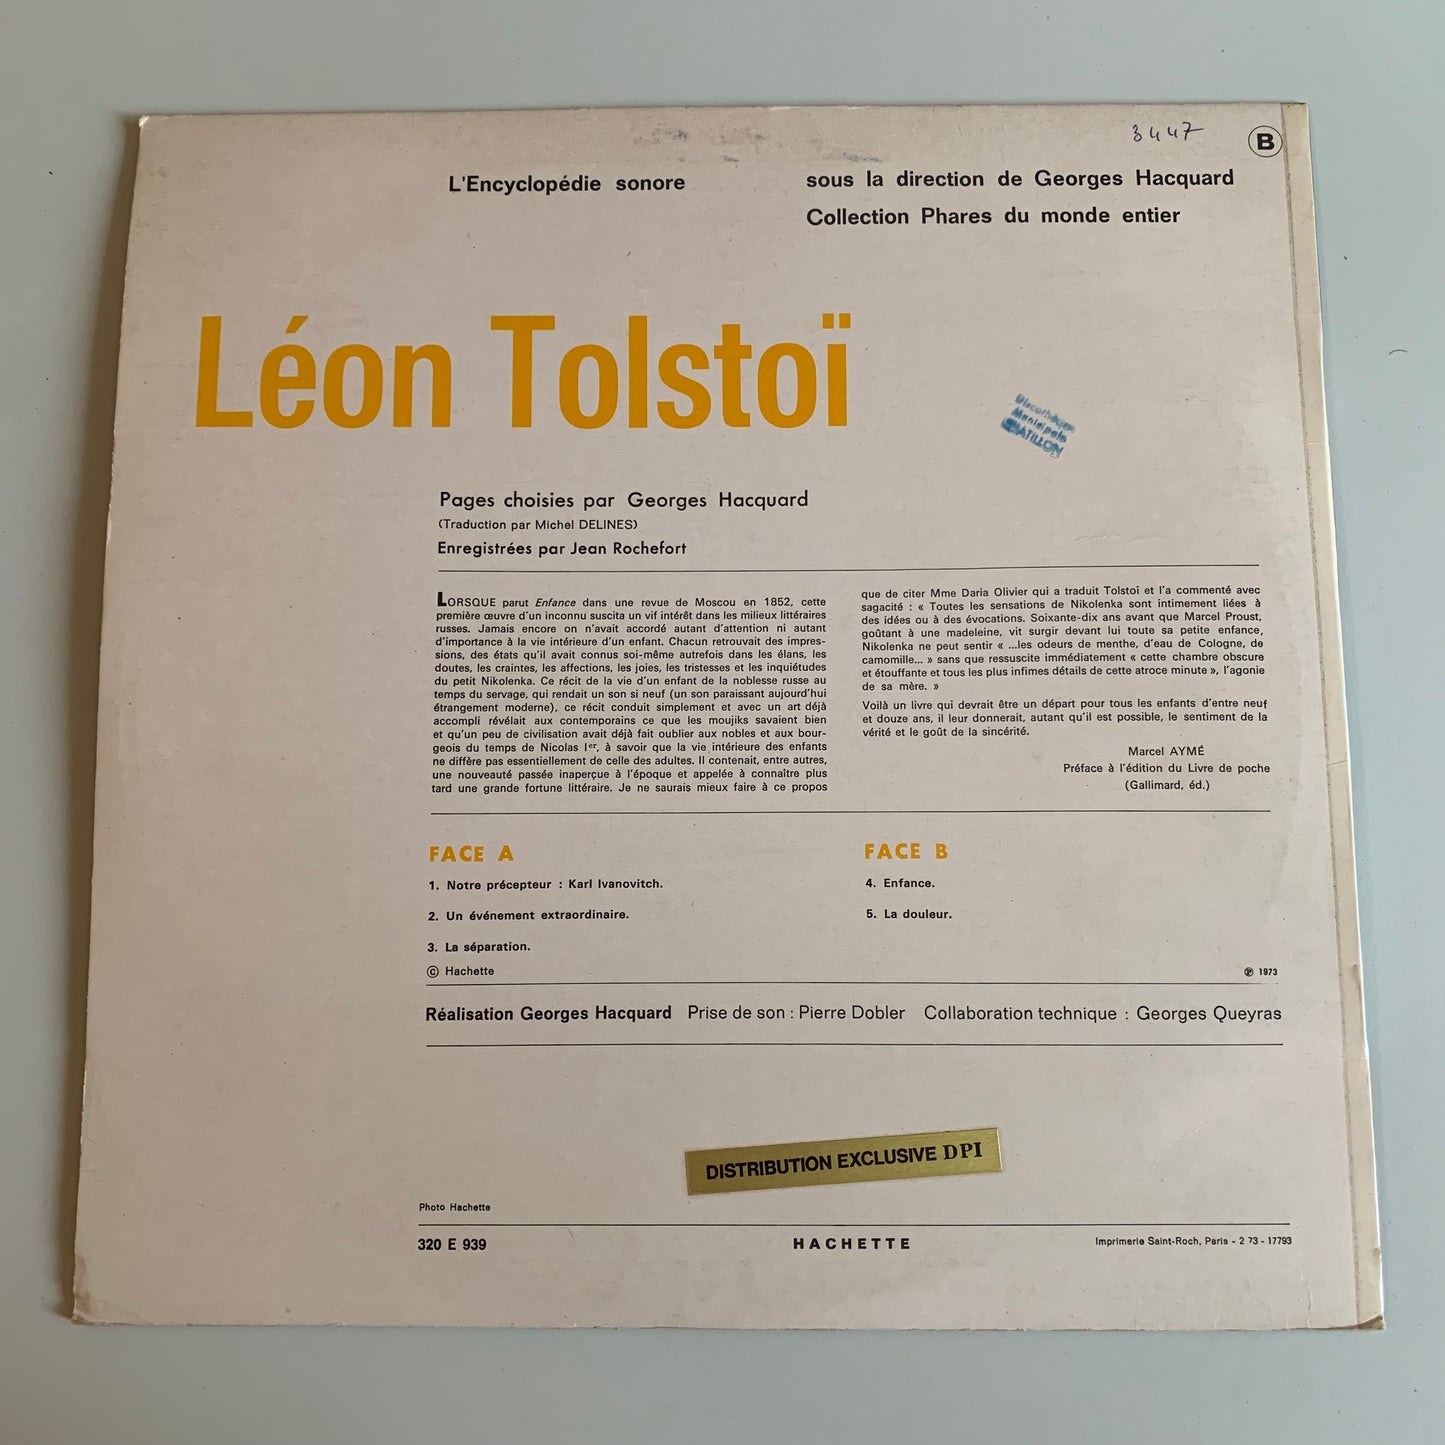 3447
B
L'Encyclopédie sonore
sous la direction de Georges Hacquard
Collection Phares du monde entier
Léon Tolstoï
Discothèque
Municipale
CHATILLON
Pages choisies par Georges Hacquard
(Traduction par Michel DELINES)
Enregistrées par Jean Rochefort
LORSQUE parut Enfance dans une revue de Moscou en 1852, cette
première œuvre d'un inconnu suscita un vif intérêt dans les milieux littéraires
russes. Jamais encore on n'avait accordé autant d'attention ni autant
d'importance à la vie intérieure d'un enfant. Chacun retrouvait des impres-
sions, des états qu'il avait connus soi-même autrefois dans les élans, les
doutes, les craintes, les affections, les joies, les tristesses et les inquiétudes
du petit Nikolenka. Ce récit de la vie d'un enfant de la noblesse russe au
temps du servage, qui rendait un son si neuf (un son paraissant aujourd'hui
étrangement moderne), ce récit conduit simplement et avec un art déjà
accompli révélait aux contemporains ce que les moujiks savaient bien
et qu'un peu de civilisation avait déjà fait oublier aux nobles et aux bour-
geois du temps de Nicolas Ier, à savoir que la vie intérieure des enfants
ne diffère pas essentiellement de celle des adultes. Il contenait, entre autres,
une nouveauté passée inaperçue à l'époque et appelée à connaître plus
tard une grande fortune littéraire. Je ne saurais mieux faire à ce propos
que de citer Mme Daria Olivier qui a traduit Tolstoï et l'a commenté avec
sagacité : « Toutes les sensations de Nikolenka sont intimement liées à
des idées ou à des évocations. Soixante-dix ans avant que Marcel Proust,
goûtant à une madeleine, vit surgir devant lui toute sa petite enfance,
Nikolenka ne peut sentir « ...les odeurs de menthe, d'eau de Cologne, de
camomille... » sans que ressuscite immédiatement « cette chambre obscure
et étouffante et tous les plus infimes détails de cette atroce minute », l'agonie
de sa mère. »
Voilà un livre qui devrait être un départ pour tous les enfants d'entre neuf
et douze ans, il leur donnerait, autant qu'il est possible, le sentiment de la
vérité et le goût de la sincérité.
Marcel AYMÉ
Préface à l'édition du Livre de poche
(Gallimard, éd.)
FACE A
1. Notre précepteur : Karl Ivanovitch.
2. Un événement extraordinaire.
3. La séparation.
FACE B
4. Enfance.
5. La douleur.
© Hachette
℗ 1973
Réalisation Georges Hacquard Prise de son : Pierre Dobler Collaboration technique : Georges Queyras
DISTRIBUTION EXCLUSIVE DPI
Photo Hachette
320 E 939
HACHETTE
Imprimerie Saint-Roch, Paris - 2 73 - 17793